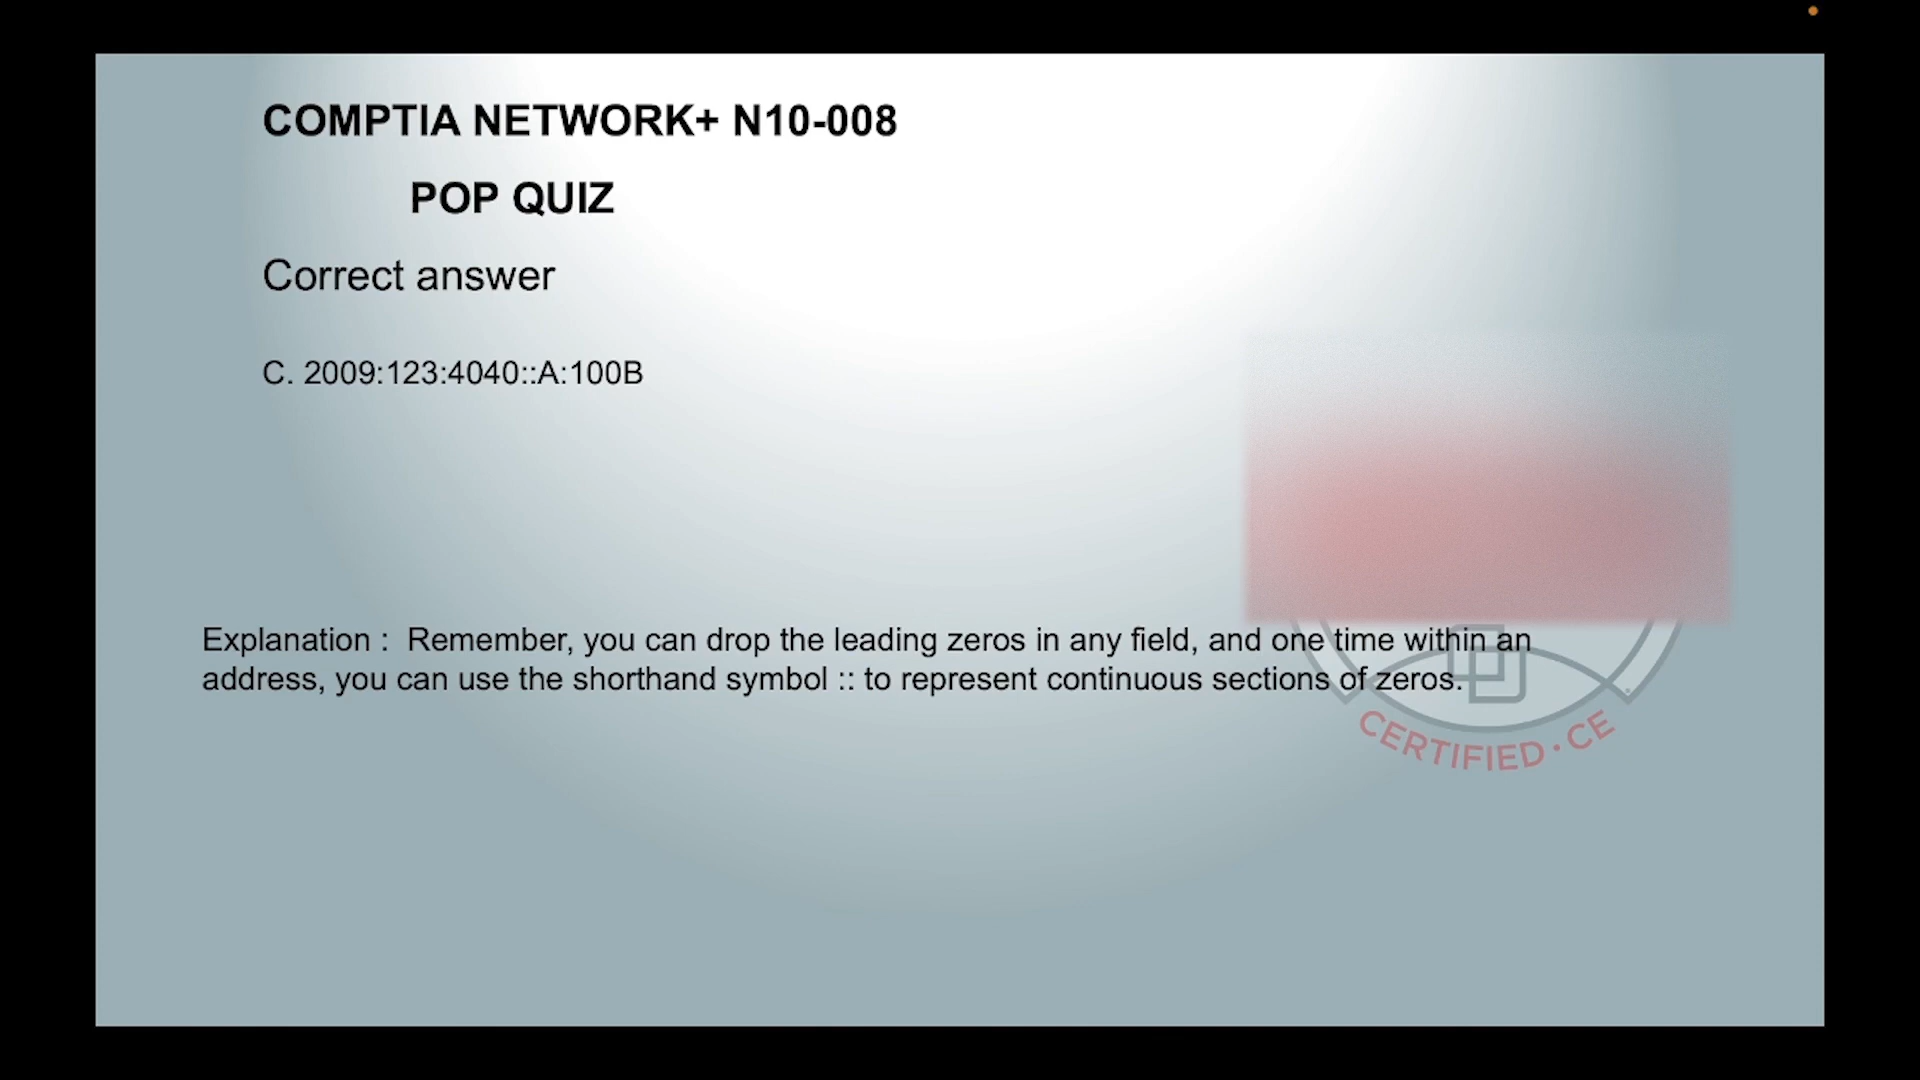 COMPTIA NETWORK+ N10-008
POP QUIZ
Correct answer
C. 2009:123:4040::A:100B
Explanation : Remember, you can drop the leading zeros in any field, and one time within an
address, you can use the shorthand symbol :: to represent continuous sections of zeros.
CERTIFIED • CE